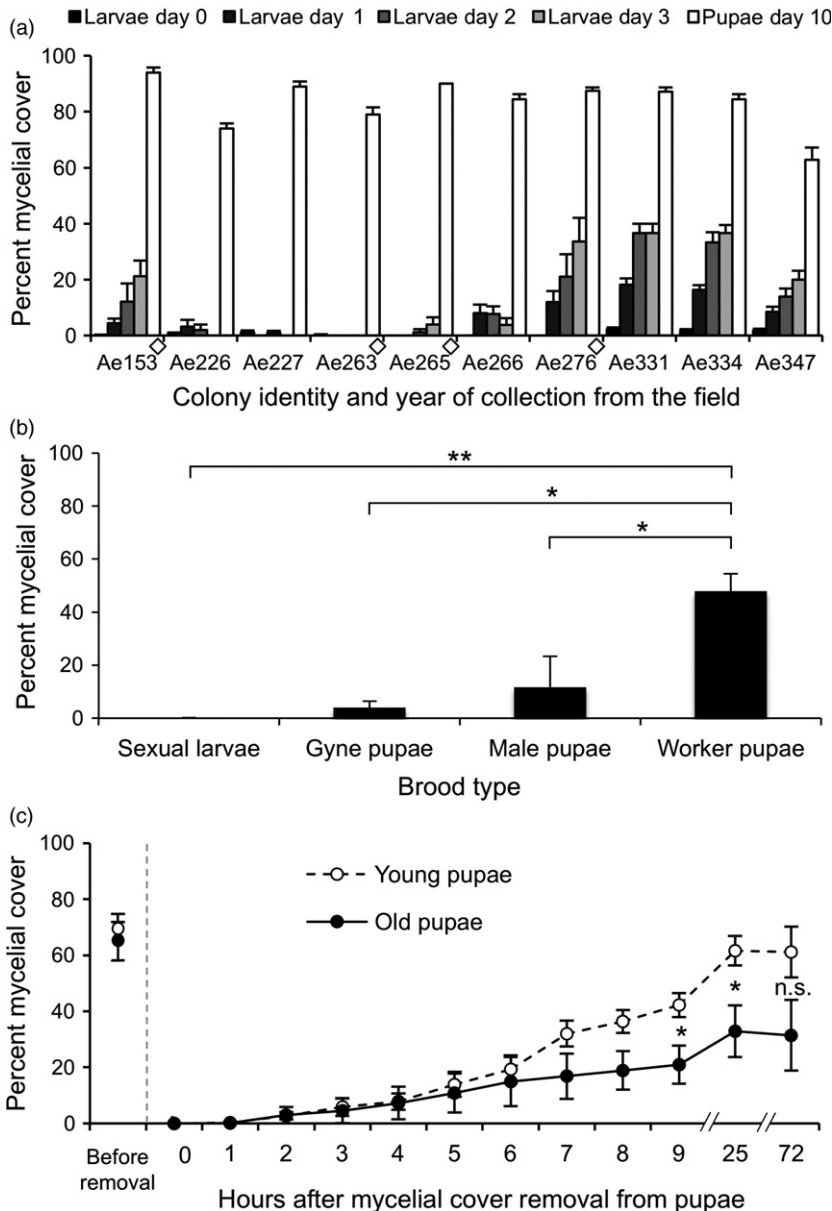 (a)
Larvae day 0 Larvae day 1 Larvae day 2 Larvae day 3 Pupae day 10
Percent mycelial cover
100
80
60
40
20
0
Ae153 Ae226 Ae227 Ae263 Ae265 Ae266 Ae276 Ae331 Ae334 Ae347
Colony identity and year of collection from the field
(b)
Percent mycelial cover
100
80
60
40
20
0
**
*
*
Sexual larvae Gyne pupae Male pupae Worker pupae
Brood type
(c)
Percent mycelial cover
100
80
60
40
20
0
Young pupae
Old pupae
* * n.s.
Before removal 0 1 2 3 4 5 6 7 8 9 25 72
Hours after mycelial cover removal from pupae